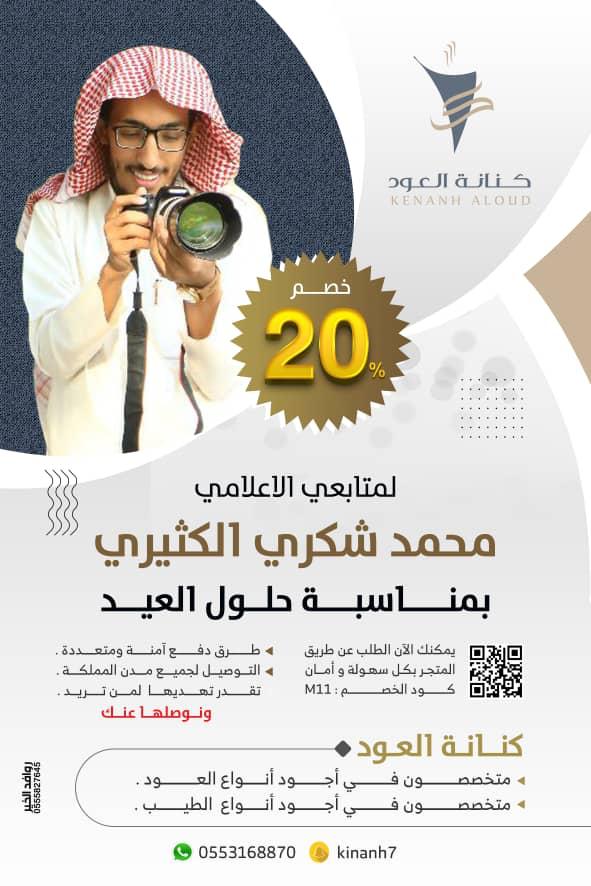 كنانة العود
KENANH ALOUD
خصم
20%
لمتابعي الاعلامي
محمد شكري الكثيري
بمناسبة حلول العيد
يمكنك الآن الطلب عن طريق
المتجر بكل سهولة و أمان
كود الخصم : M11
طرق دفع آمنة ومتعددة .
التوصيل لجميع مدن المملكة .
تقدر تهديها لمن تريد .
ونوصلها عنك
كنانة العود
متخصصون في أجود أنواع العود .
متخصصون في أجود أنواع الطيب .
روافد الخير
0555827645
0553168870
kinanh7